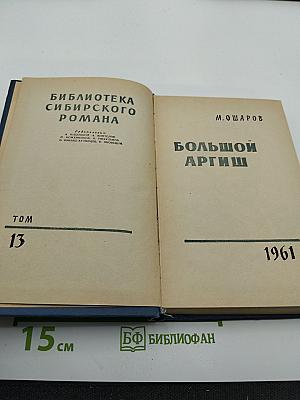 БИБЛИОТЕКА
СИБИРСКОГО
РОМАНА
ТОМ
13
М. ОШАРОВ
БОЛЬШОЙ
АРГИШ
1961
15 см
БФ БИБЛИОФАН